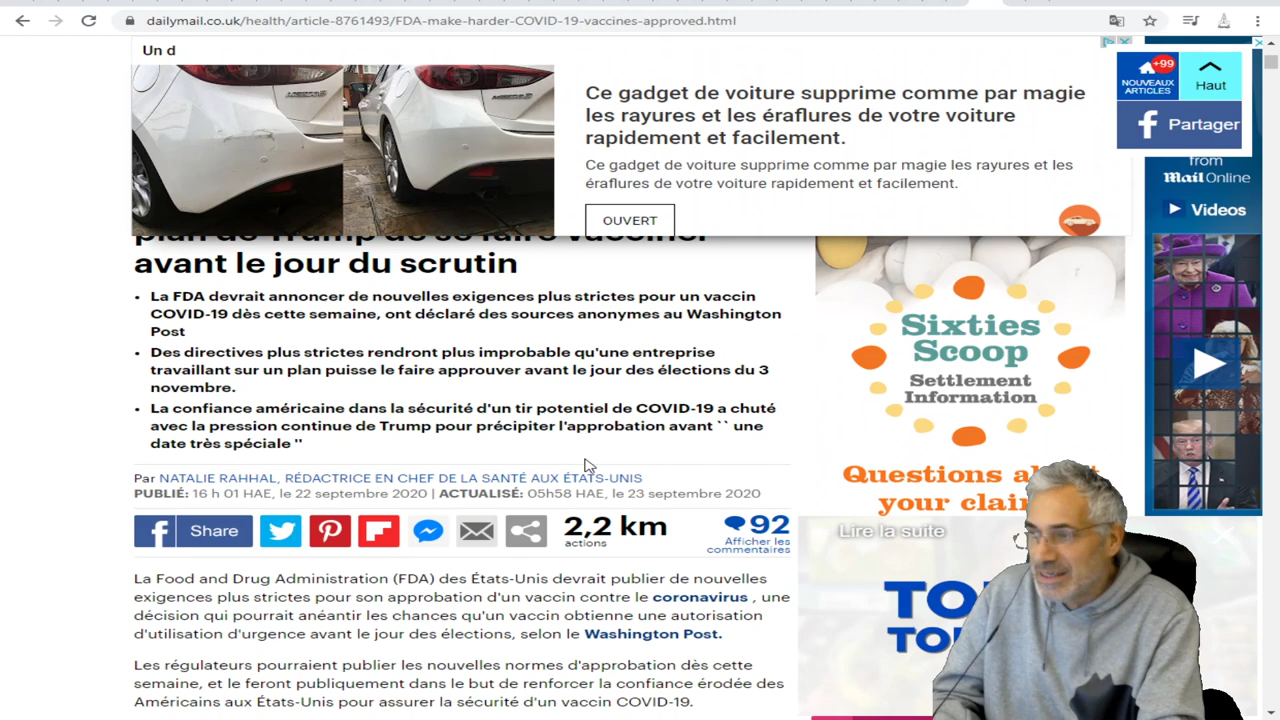 dailymail.co.uk/health/article-8761493/FDA-make-harder-COVID-19-vaccines-approved.html
Un d
Ce gadget de voiture supprime comme par magie
les rayures et les éraflures de votre voiture
rapidement et facilement.
Ce gadget de voiture supprime comme par magie les rayures et les
éraflures de votre voiture rapidement et facilement.
OUVERT
+99
NOUVEAUX
ARTICLES
Haut
Partager
from
Mail Online
Videos
plan de Trump de se faire vacciner
avant le jour du scrutin
• La FDA devrait annoncer de nouvelles exigences plus strictes pour un vaccin
COVID-19 dès cette semaine, ont déclaré des sources anonymes au Washington
Post
• Des directives plus strictes rendront plus improbable qu'une entreprise
travaillant sur un plan puisse le faire approuver avant le jour des élections du 3
novembre.
• La confiance américaine dans la sécurité d'un tir potentiel de COVID-19 a chuté
avec la pression continue de Trump pour précipiter l'approbation avant `` une
date très spéciale ''
Par NATALIE RAHHAL, RÉDACTRICE EN CHEF DE LA SANTÉ AUX ÉTATS-UNIS
PUBLIÉ: 16 h 01 HAE, le 22 septembre 2020 | ACTUALISÉ: 05h58 HAE, le 23 septembre 2020
Share
2,2 km
actions
92
Afficher les
commentaires
La Food and Drug Administration (FDA) des États-Unis devrait publier de nouvelles
exigences plus strictes pour son approbation d'un vaccin contre le coronavirus , une
décision qui pourrait anéantir les chances qu'un vaccin obtienne une autorisation
d'utilisation d'urgence avant le jour des élections, selon le Washington Post.
Les régulateurs pourraient publier les nouvelles normes d'approbation dès cette
semaine, et le feront publiquement dans le but de renforcer la confiance érodée des
Américains aux États-Unis pour assurer la sécurité d'un vaccin COVID-19.
Sixties
Scoop
Settlement
Information
Questions
your
Lire la suite